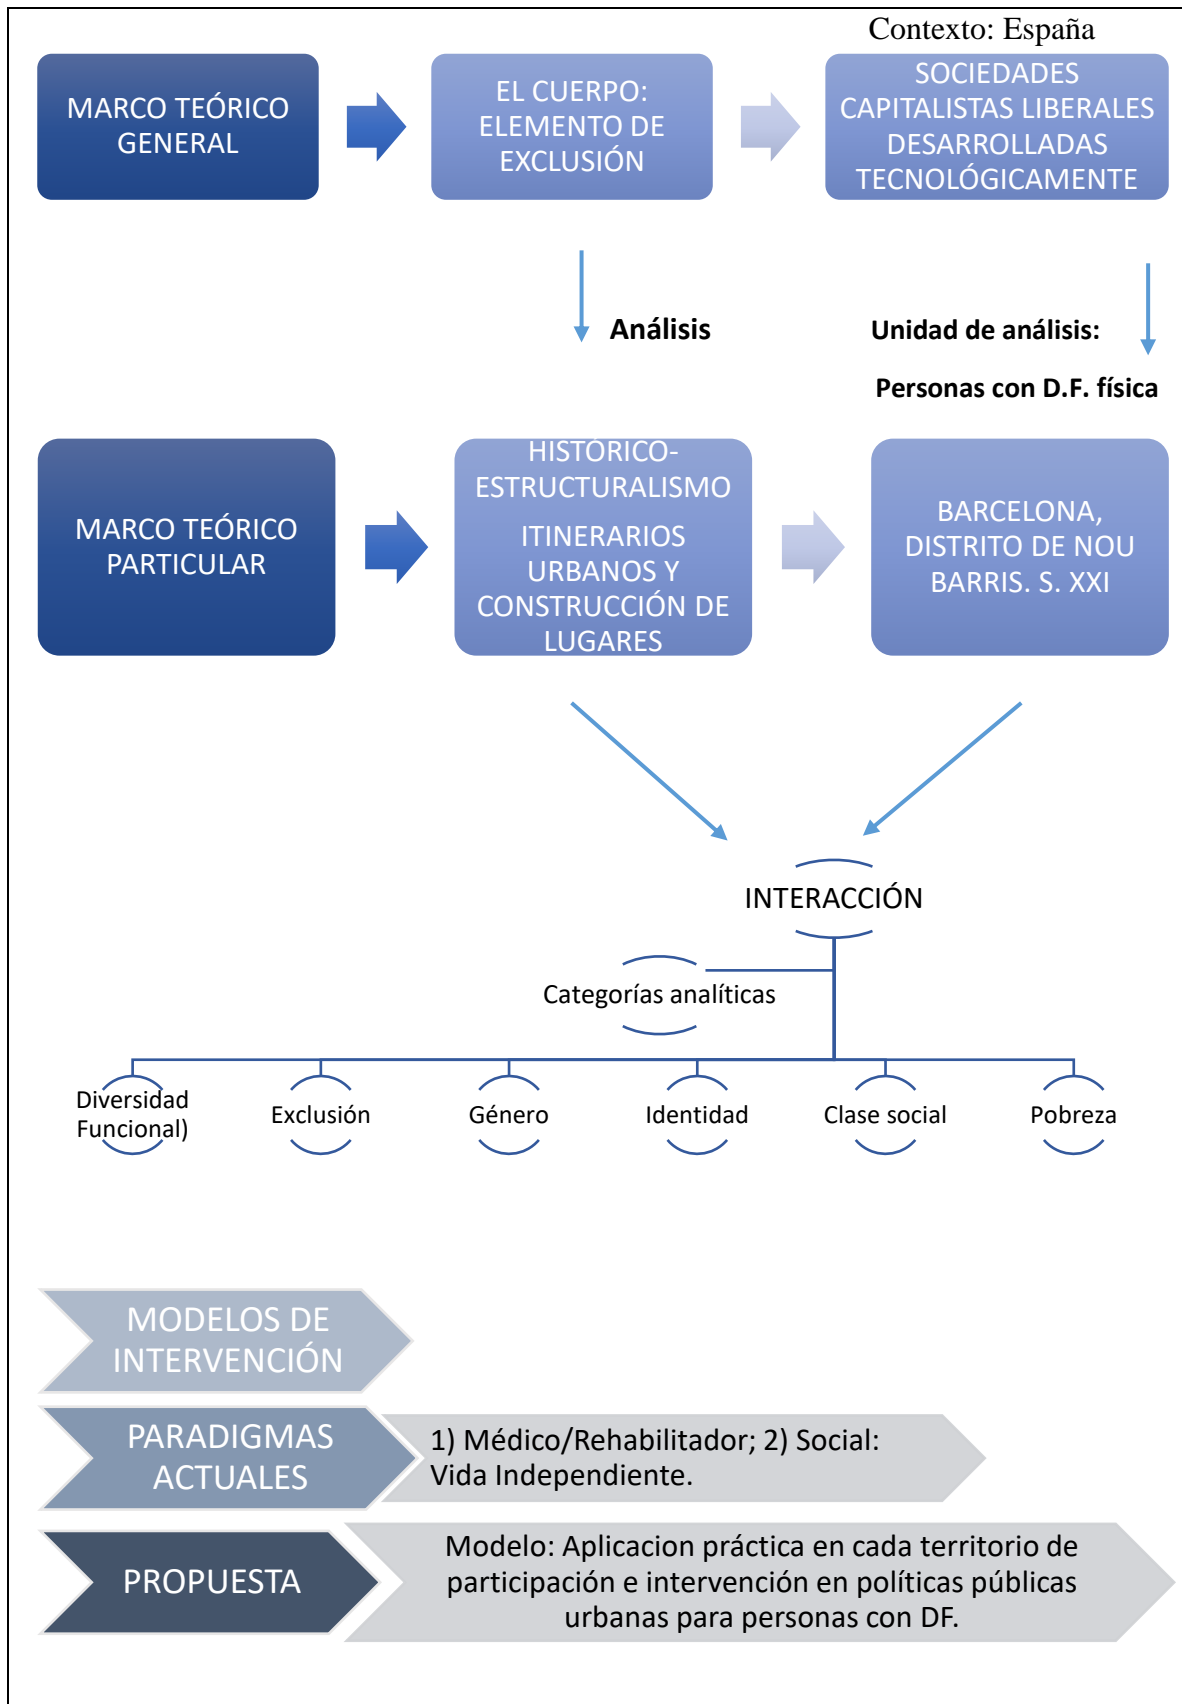 Contexto: España
MARCO TEÓRICO
GENERAL
EL CUERPO:
ELEMENTO DE
EXCLUSIÓN
SOCIEDADES
CAPITALISTAS LIBERALES
DESARROLLADAS
TECNOLÓGICAMENTE
Análisis
Unidad de análisis:
Personas con D.F. física
MARCO TEÓRICO
PARTICULAR
HISTÓRICO-
ESTRUCTURALISMO
ITINERARIOS
URBANOS Y
CONSTRUCCIÓN DE
LUGARES
BARCELONA,
DISTRITO DE NOU
BARRIS. S. XXI
INTERACCIÓN
Categorías analíticas
Diversidad
Funcional)
Exclusión
Género
Identidad
Clase social
Pobreza
MODELOS DE
INTERVENCIÓN
PARADIGMAS
ACTUALES
1) Médico/Rehabilitador; 2) Social:
Vida Independiente.
PROPUESTA
Modelo: Aplicacion práctica en cada territorio de
participación e intervención en políticas públicas
urbanas para personas con DF.